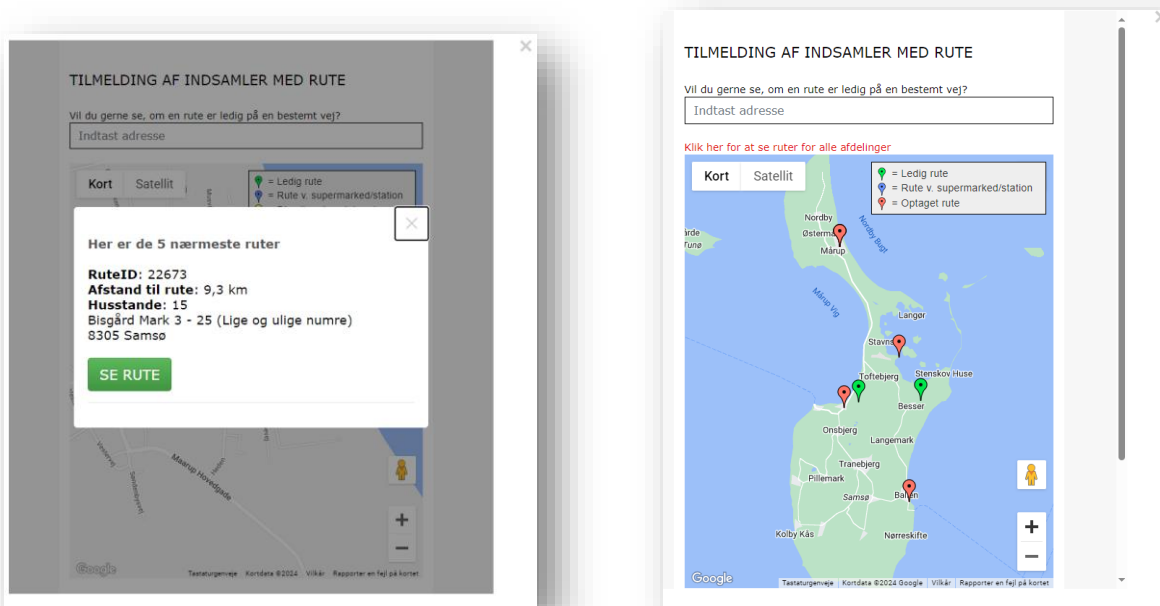 ×
TILMELDING AF INDSAMLER MED RUTE
Vil du gerne se, om en rute er ledig på en bestemt vej?
Indtast adresse
Kort Satellit
= Ledig rute
= Rute v. supermarked/station
×
Her er de 5 nærmeste ruter
RuteID: 22673
Afstand til rute: 9,3 km
Husstande: 15
Bisgård Mark 3 - 25 (Lige og ulige numre)
8305 Samsø
SE RUTE
Maarup Hovedgade
+
−
Google
Tastaturgenveje Kortdata ©2024 Vilkår Rapporter en fejl på kortet
×
TILMELDING AF INDSAMLER MED RUTE
Vil du gerne se, om en rute er ledig på en bestemt vej?
Indtast adresse
Klik her for at se ruter for alle afdelinger
Kort Satellit
= Ledig rute
= Rute v. supermarked/station
= Optaget rute
Nordby
Nordby Bugt
Tunø
Mårup
Mårup Vig
Langør
Toftebjerg
Stenskov Huse
Besser
Onsbjerg
Langemark
Tranebjerg
Pillemark
Samsø
Kolby Kås
Nørreskifte
+
−
Google
Tastaturgenveje Kortdata ©2024 Google Vilkår Rapporter en fejl på kortet